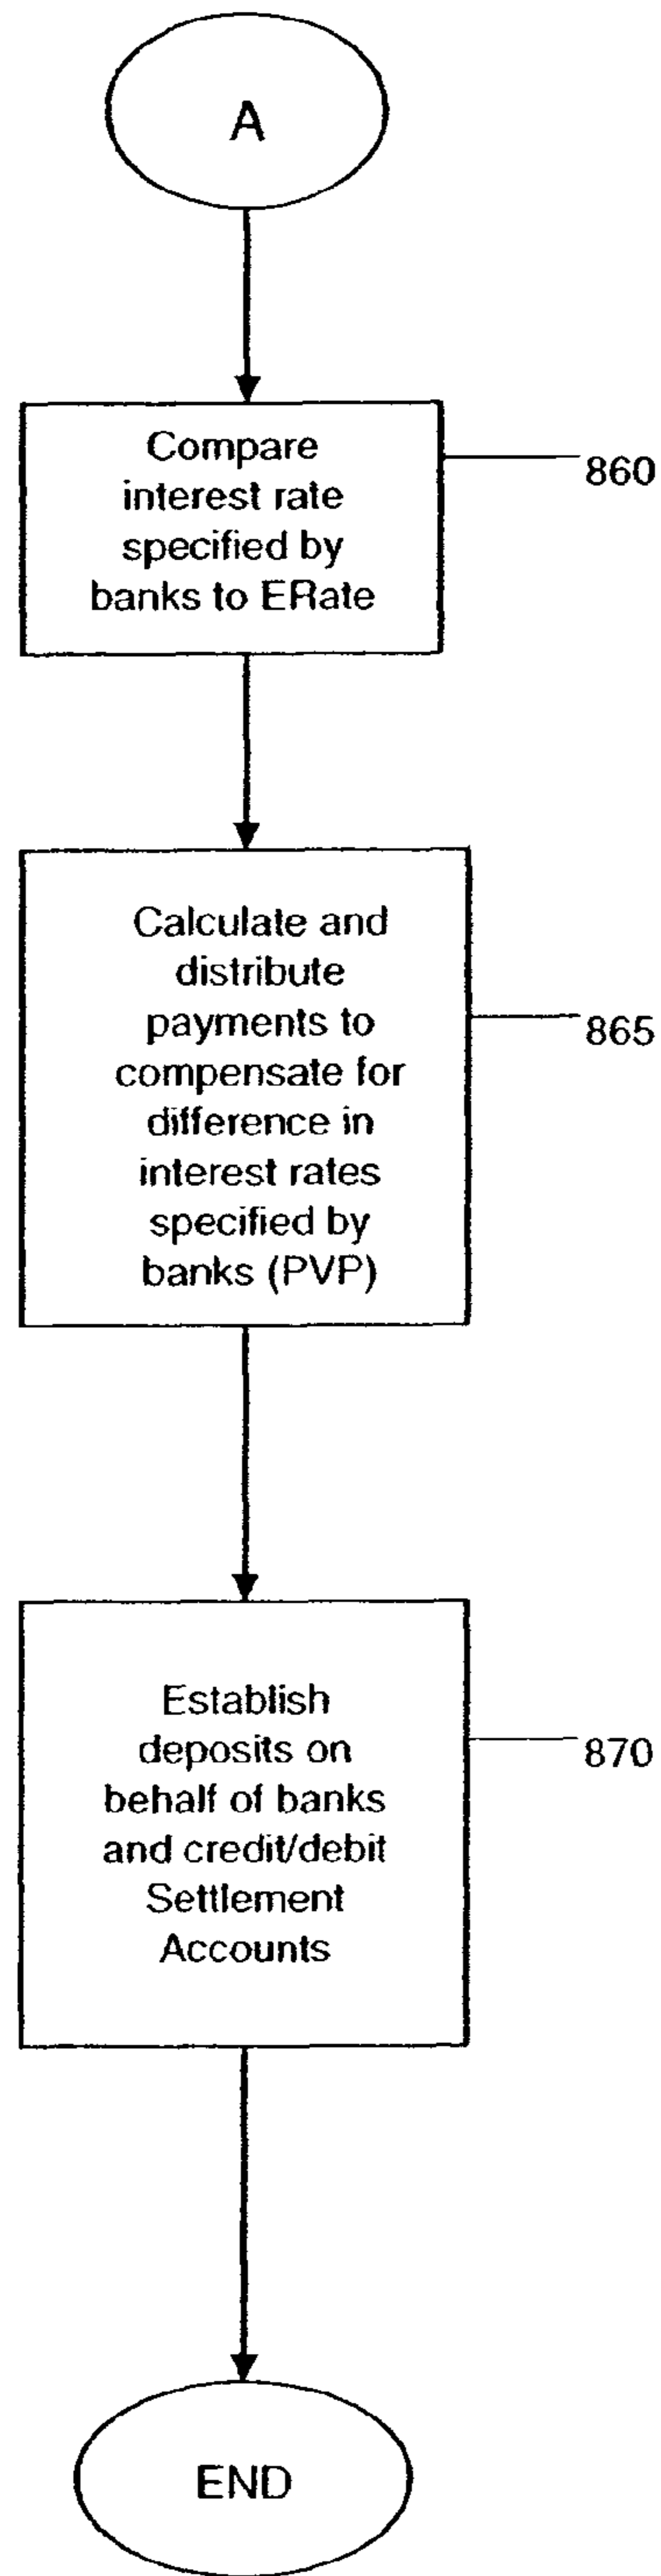 A
Compare
interest rate
specified by
banks to ERate
860
Calculate and
distribute
payments to
compensate for
difference in
interest rates
specified by
banks (PVP)
865
Establish
deposits on
behalf of banks
and credit/debit
Settlement
Accounts
870
END